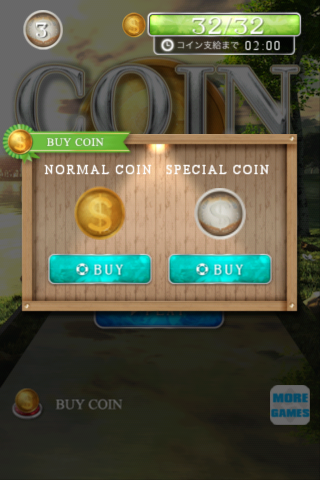 3
32/32
コイン支給まで 02:00
COIN
BUY COIN
NORMAL COIN SPECIAL COIN
BUY BUY
BUY COIN
MORE
GAMES